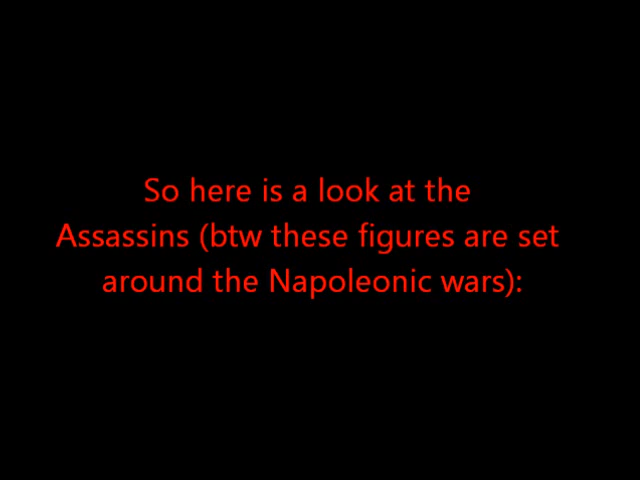 So here is a look at the
Assassins (btw these figures are set
around the Napoleonic wars):